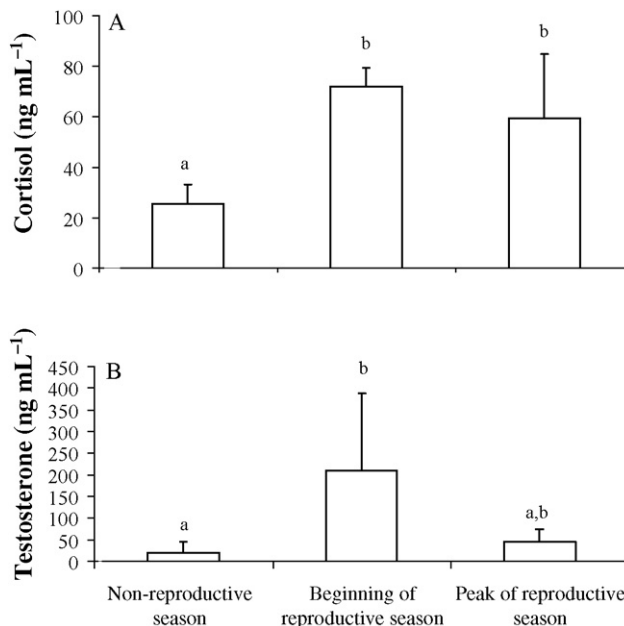 A
Cortisol (ng mL⁻¹)
100
80
60
40
20
0
a
b
b
B
Testosterone (ng mL⁻¹)
450
400
350
300
250
200
150
100
50
0
a
b
a,b
Non-reproductive
season
Beginning of
reproductive season
Peak of reproductive
season